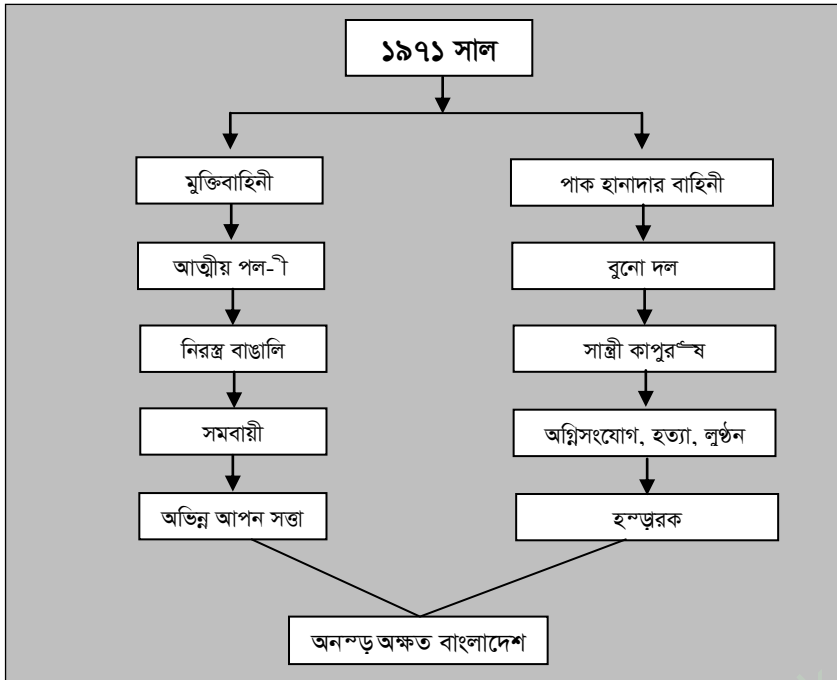 ১৯৭১ সাল
মুক্তিবাহিনী
আত্মীয় পল-ী
নিরস্ত্র বাঙালি
সমবায়ী
অভিন্ন আপন সত্তা
পাক হানাদার বাহিনী
বুনো দল
সান্ত্রী কাপুর—ষ
অগ্নিসংযোগ, হত্যা, লুণ্ঠন
হন্ড়ারক
অনন্ড় অক্ষত বাংলাদেশ